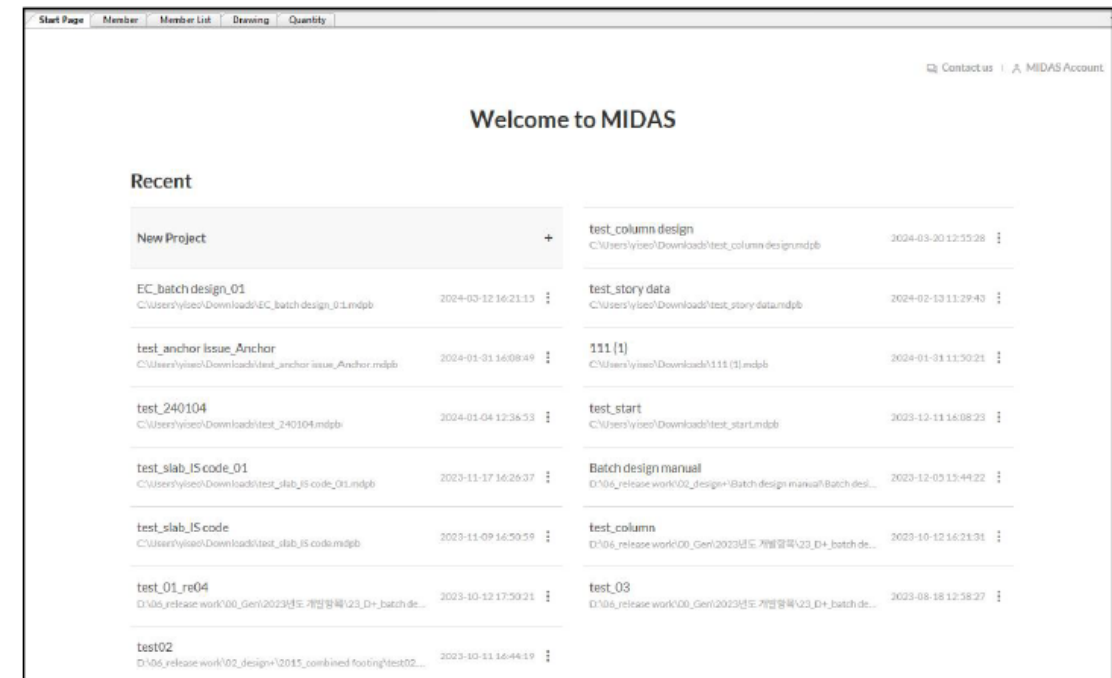 Start Page Member Member List Drawing Quantity
Contact us | MIDAS Account
Welcome to MIDAS
Recent
New Project +
test_column design
C:\Users\yiseo\Downloads\test_column design.mdpb
2024-03-20 12:55:28
EC_batch design_01
C:\Users\yiseo\Downloads\EC_batch design_01.mdpb
2024-03-12 16:21:15
test_story data
C:\Users\yiseo\Downloads\test_story data.mdpb
2024-02-13 11:29:43
test_anchor issue_Anchor
C:\Users\yiseo\Downloads\test_anchor issue_Anchor.mdpb
2024-01-31 16:08:49
111 (1)
C:\Users\yiseo\Downloads\111 (1).mdpb
2024-01-31 11:50:21
test_240104
C:\Users\yiseo\Downloads\test_240104.mdpb
2024-01-04 12:36:53
test_start
C:\Users\yiseo\Downloads\test_start.mdpb
2023-12-11 16:08:23
test_slab_IS code_01
C:\Users\yiseo\Downloads\test_slab_IS code_01.mdpb
2023-11-17 16:26:37
Batch design manual
D:\06_release work\02_design+\Batch design manual\Batch desi...
2023-12-05 15:44:22
test_slab_IS code
C:\Users\yiseo\Downloads\test_slab_IS code.mdpb
2023-11-09 16:50:59
test_column
D:\06_release work\00_Gen\2023년도 개발항목\23_D+_batch de...
2023-10-12 16:21:31
test_01_re04
D:\06_release work\00_Gen\2023년도 개발항목\23_D+_batch de...
2023-10-12 17:50:21
test_03
D:\06_release work\00_Gen\2023년도 개발항목\23_D+_batch de...
2023-08-18 12:58:27
test02
D:\06_release work\02_design+\2015_combined footing\test02....
2023-10-11 16:44:19